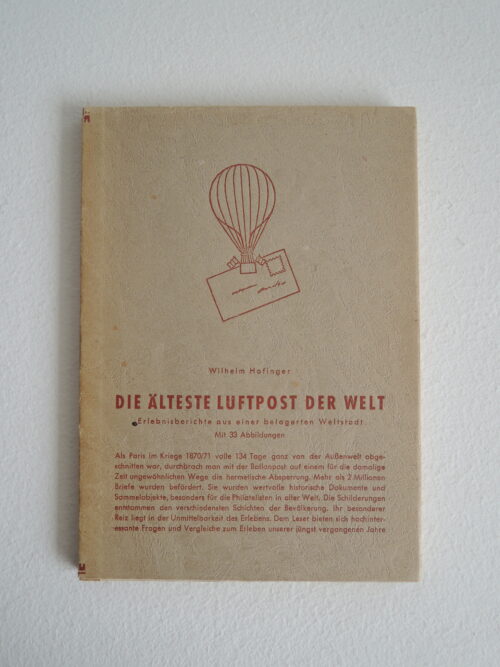 Wilhelm Hofinger
DIE ÄLTESTE LUFTPOST DER WELT
Erlebnisberichte aus einer belagerten Weltstadt
Mit 33 Abbildungen
Als Paris im Kriege 1870/71 volle 134 Tage ganz von der Außenwelt abge-
schnitten war, durchbrach man mit der Ballonpost auf einem für die damalige
Zeit ungewöhnlichen Wege die hermetische Absperrung. Mehr als 2 Millionen
Briefe wurden befördert. Sie wurden wertvolle historische Dokumente und
Sammelobjekte, besonders für die Philatelisten in aller Welt. Die Schilderungen
entstammen den verschiedensten Schichten der Bevölkerung. Ihr besonderer
Reiz liegt in der Unmittelbarkeit des Erlebens. Dem Leser bieten sich hochinter-
essante Fragen und Vergleiche zum Erleben unserer jüngst vergangenen Jahre